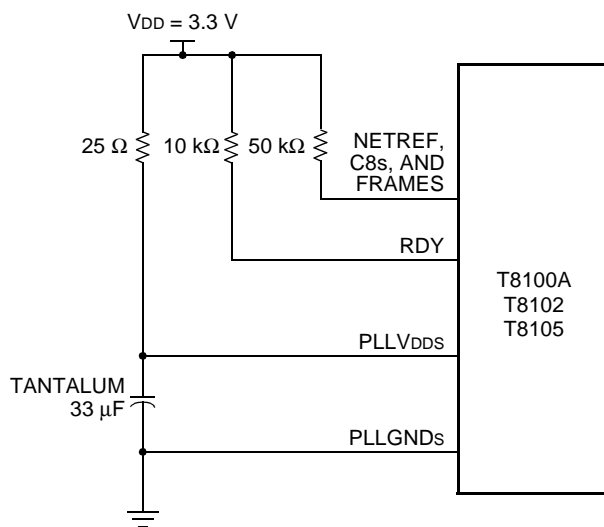 VDD = 3.3 V
25 Ω
10 kΩ
50 kΩ
NETREF,
C8s, AND
FRAMES
RDY
T8100A
T8102
T8105
PLLVDDS
TANTALUM
33 μF
PLLGNDS